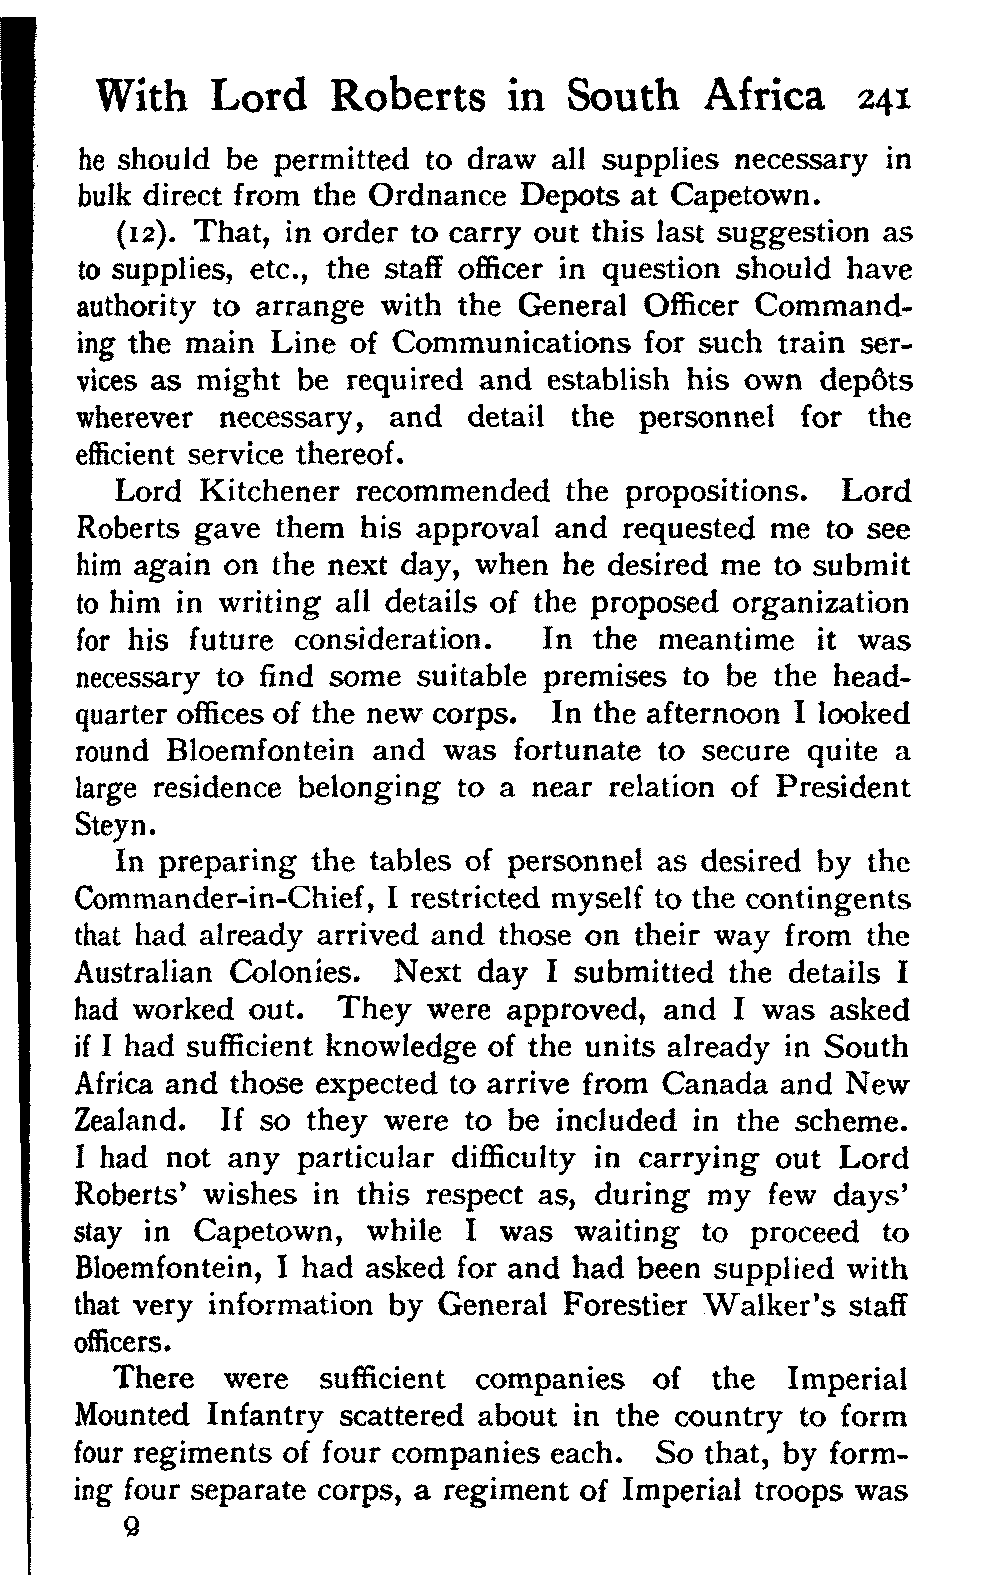 With Lord Roberts in South Africa 241
he should be permitted to draw all supplies necessary in
bulk direct from the Ordnance Depots at Capetown.
(12). That, in order to carry out this last suggestion as
to supplies, etc., the staff officer in question should have
authority to arrange with the General Officer Command-
ing the main Line of Communications for such train ser-
vices as might be required and establish his own depôts
wherever necessary, and detail the personnel for the
efficient service thereof.
Lord Kitchener recommended the propositions. Lord
Roberts gave them his approval and requested me to see
him again on the next day, when he desired me to submit
to him in writing all details of the proposed organization
for his future consideration. In the meantime it was
necessary to find some suitable premises to be the head-
quarter offices of the new corps. In the afternoon I looked
round Bloemfontein and was fortunate to secure quite a
large residence belonging to a near relation of President
Steyn.
In preparing the tables of personnel as desired by the
Commander-in-Chief, I restricted myself to the contingents
that had already arrived and those on their way from the
Australian Colonies. Next day I submitted the details I
had worked out. They were approved, and I was asked
if I had sufficient knowledge of the units already in South
Africa and those expected to arrive from Canada and New
Zealand. If so they were to be included in the scheme.
I had not any particular difficulty in carrying out Lord
Roberts' wishes in this respect as, during my few days'
stay in Capetown, while I was waiting to proceed to
Bloemfontein, I had asked for and had been supplied with
that very information by General Forestier Walker's staff
officers.
There were sufficient companies of the Imperial
Mounted Infantry scattered about in the country to form
four regiments of four companies each. So that, by form-
ing four separate corps, a regiment of Imperial troops was
Q